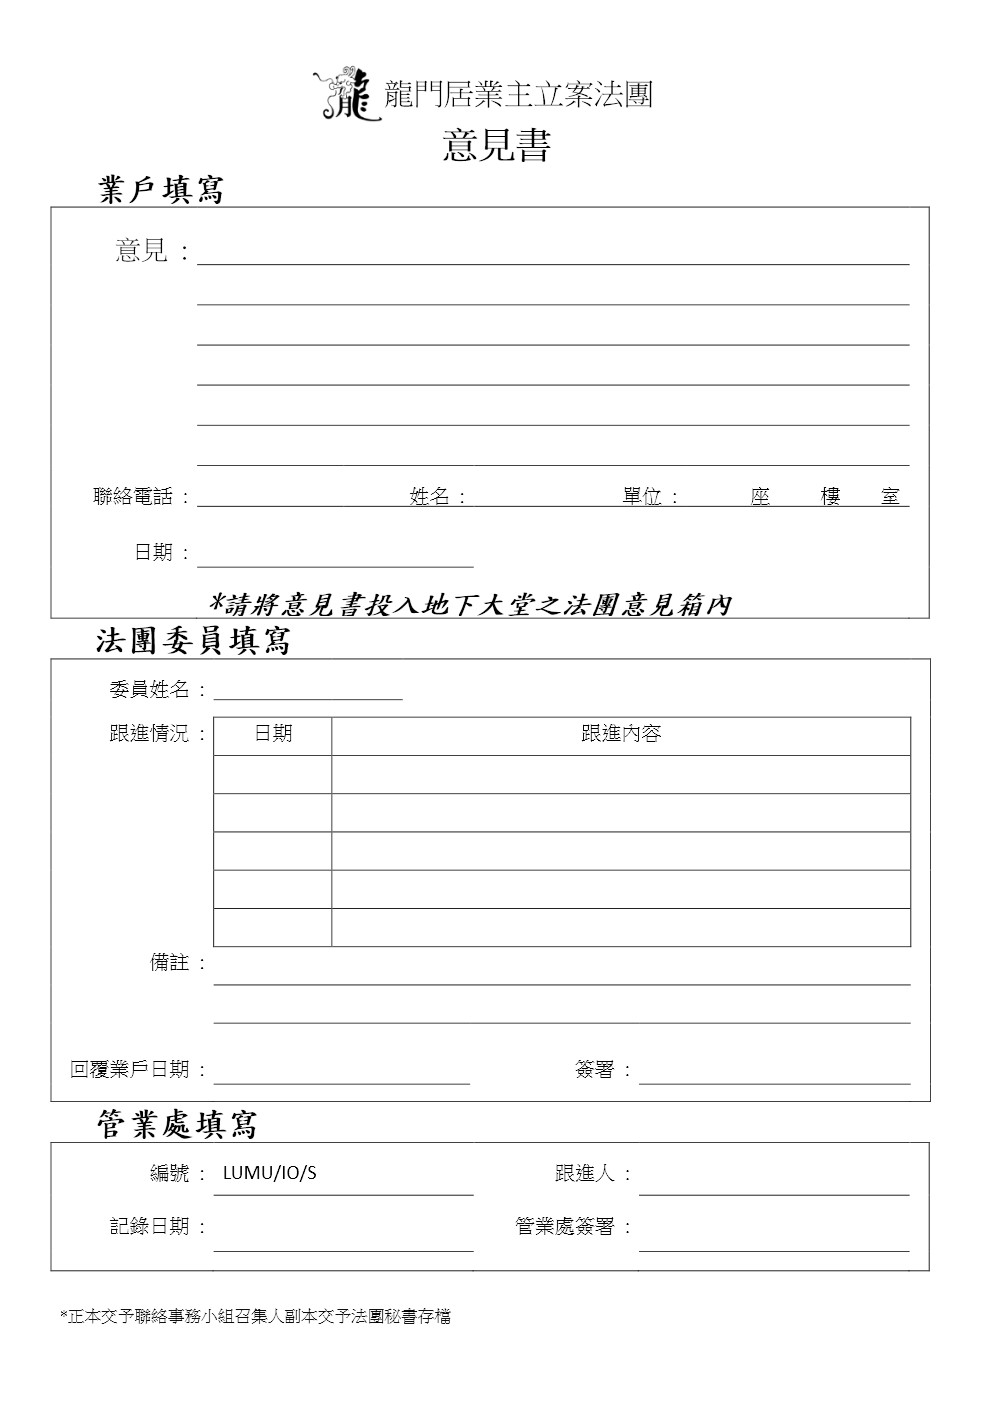 龍 龍門居業主立案法團
意見書
業戶填寫
意見 :
聯絡電話 : 姓名 : 單位 : 座 樓 室
日期 :
*請將意見書投入地下大堂之法團意見箱內
法團委員填寫
委員姓名 :
跟進情況 : 日期 跟進內容
備註 :
回覆業戶日期 : 簽署 :
管業處填寫
編號 : LUMU/IO/S 跟進人 :
記錄日期 : 管業處簽署 :
*正本交予聯絡事務小組召集人副本交予法團秘書存檔